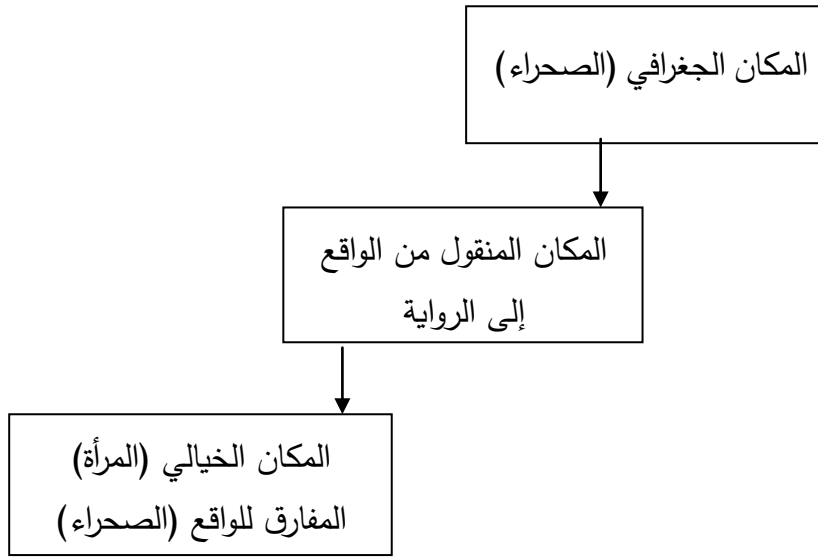 المكان الجغرافي (الصحراء)
المكان المنقول من الواقع
إلى الرواية
المكان الخيالي (المرأة)
المفارق للواقع (الصحراء)